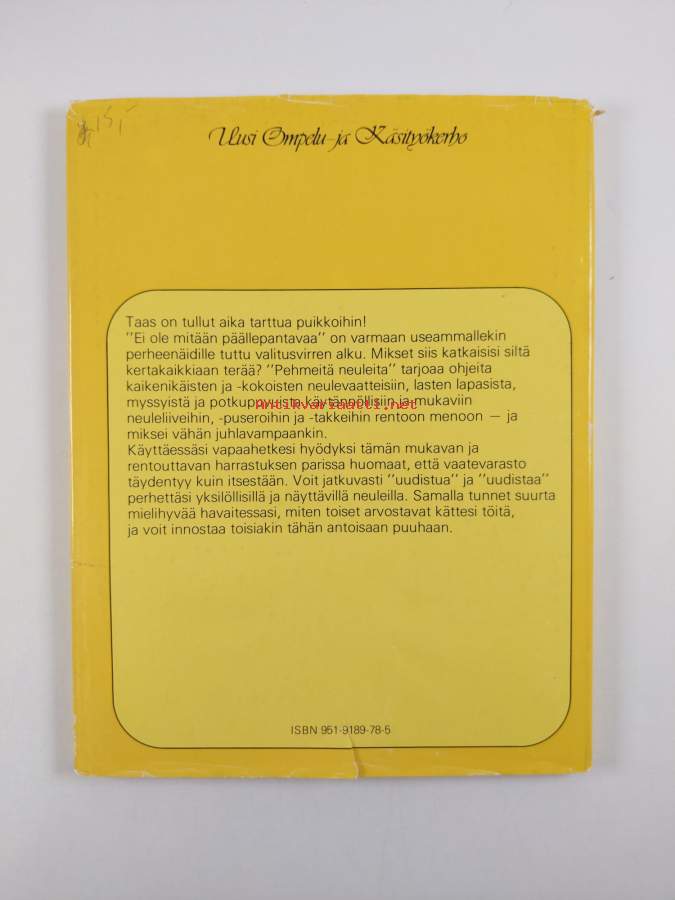 15,-
Uusi Ompelu- ja Käsityökerho
Taas on tullut aika tarttua puikkoihin!
"Ei ole mitään päällepantavaa" on varmaan useammallekin
perheenäidille tuttu valitusvirren alku. Mikset siis katkaisisi siltä
kertakaikkiaan terää? "Pehmeitä neuleita" tarjoaa ohjeita
kaikenikäisten ja -kokoisten neulevaatteisiin, lasten lapasista,
myssyistä ja potkupuvuista käytännöllisiin ja mukaviin
Antikvariaatti.net
neuleliiveihin, -puseroihin ja -takkeihin rentoon menoon — ja
miksei vähän juhlavampaankin.
Käyttäessäsi vapaahetkesi hyödyksi tämän mukavan ja
rentouttavan harrastuksen parissa huomaat, että vaatevarasto
täydentyy kuin itsestään. Voit jatkuvasti "uudistua" ja "uudistaa"
perhettäsi yksilöllisillä ja näyttävillä neuleilla. Samalla tunnet suurta
mielihyvää havaitessasi, miten toiset arvostavat kättesi töitä,
ja voit innostaa toisiakin tähän antoisaan puuhaan.
ISBN 951-9189-78-5